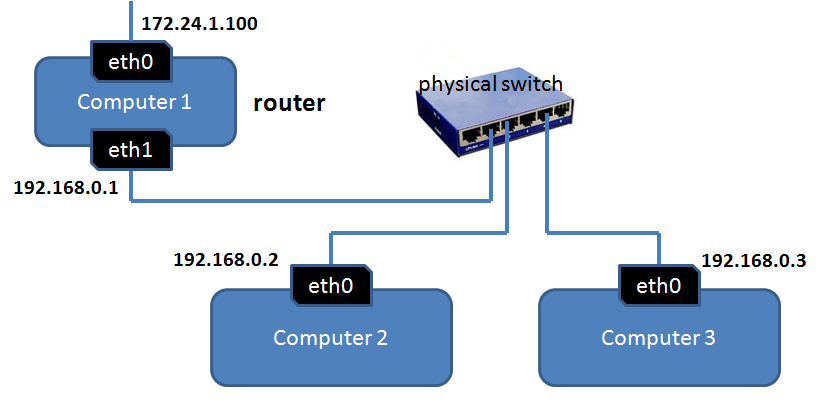 172.24.1.100
eth0
Computer 1
router
physical switch
eth1
192.168.0.1
192.168.0.2
192.168.0.3
eth0
eth0
Computer 2
Computer 3